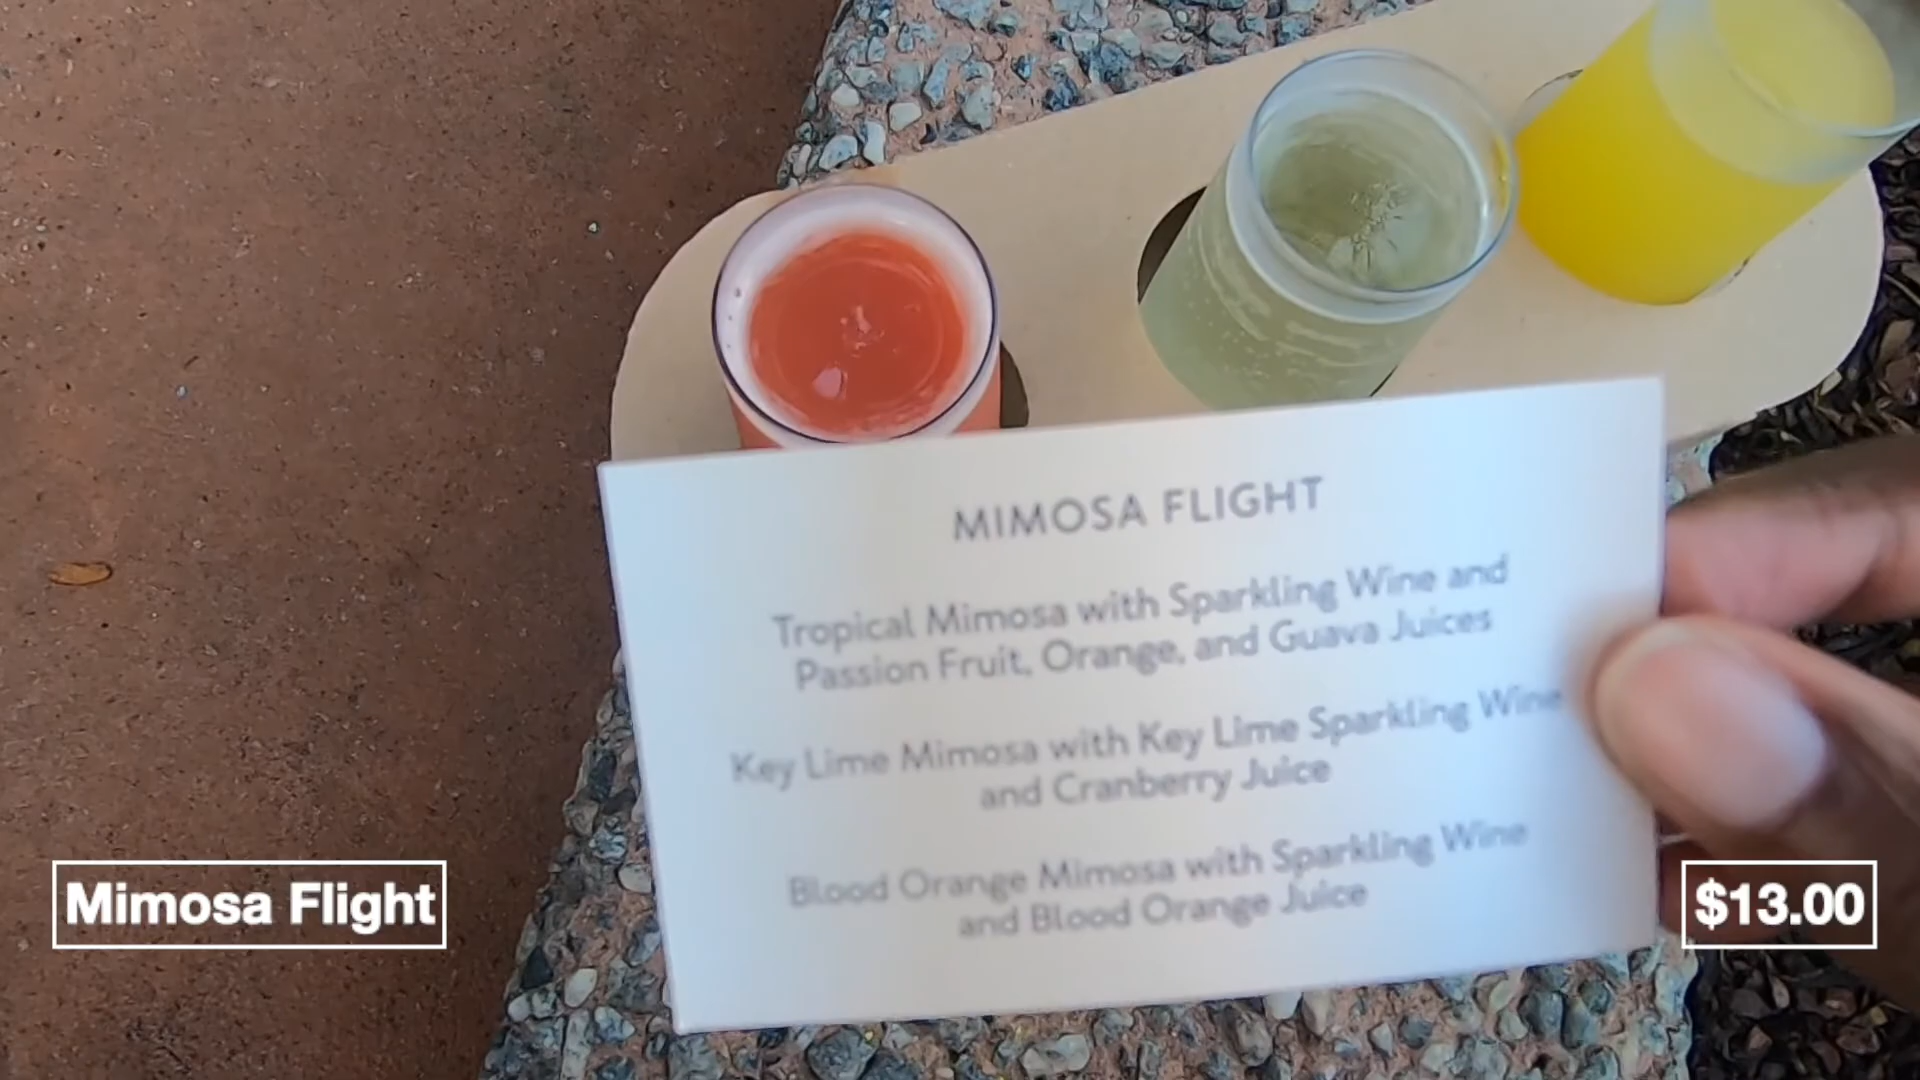 MIMOSA FLIGHT
Tropical Mimosa with Sparkling Wine and
Passion Fruit, Orange, and Guava Juices
Key Lime Mimosa with Key Lime Sparkling Wine
and Cranberry Juice
Blood Orange Mimosa with Sparkling Wine
and Blood Orange Juice
Mimosa Flight
$13.00